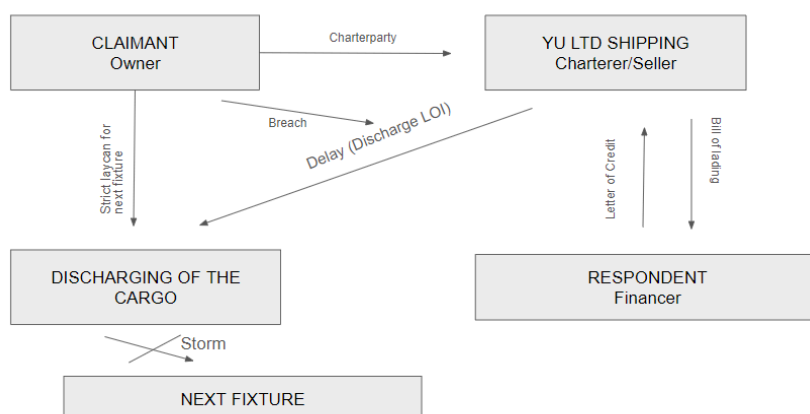 CLAIMANT
Owner
Charterparty
YU LTD SHIPPING
Charterer/Seller
Breach
Delay (Discharge LOI)
Strict laycan for
next fixture
Letter of Credit
Bill of lading
DISCHARGING OF THE
CARGO
RESPONDENT
Financer
Storm
NEXT FIXTURE